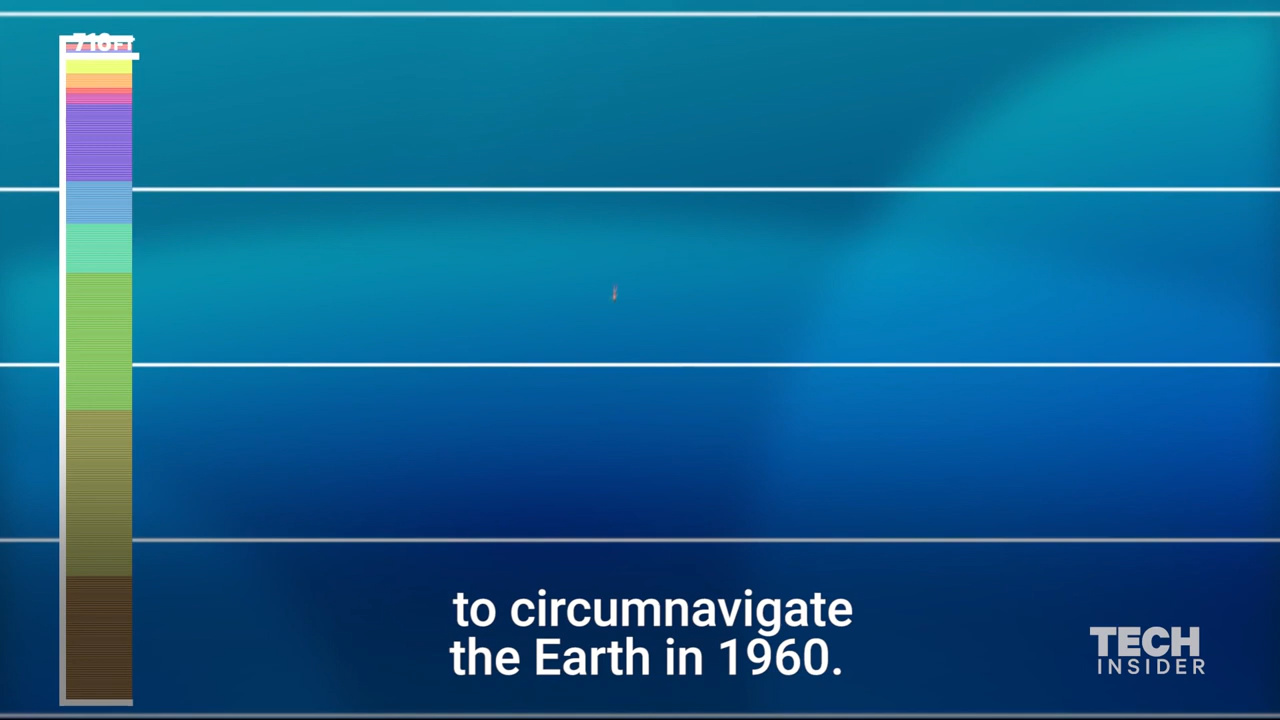 718FT
to circumnavigate
the Earth in 1960.
TECH
INSIDER